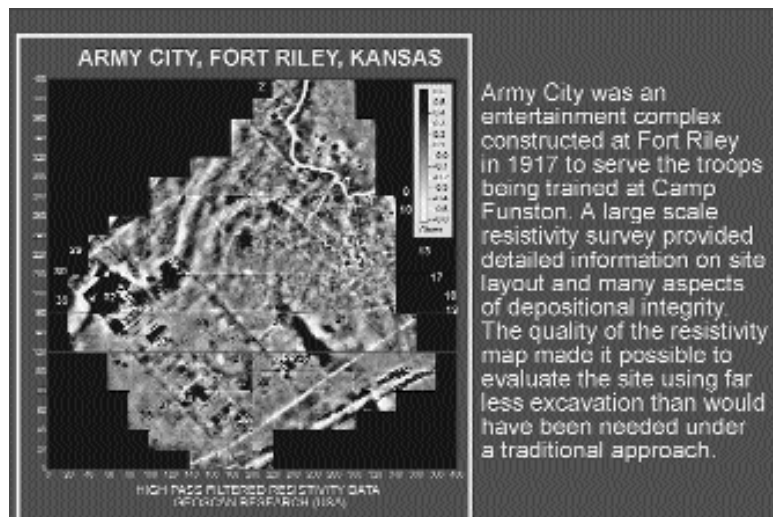 ARMY CITY, FORT RILEY, KANSAS
Army City was an
entertainment complex
constructed at Fort Riley
in 1917 to serve the troops
being trained at Camp
Funston. A large scale
resistivity survey provided
detailed information on site
layout and many aspects
of depositional integrity.
The quality of the resistivity
map made it possible to
evaluate the site using far
less excavation than would
have been needed under
a traditional approach.
HIGH PASS FILTERED RESISTIVITY DATA
GEOSCAN RESEARCH (USA)